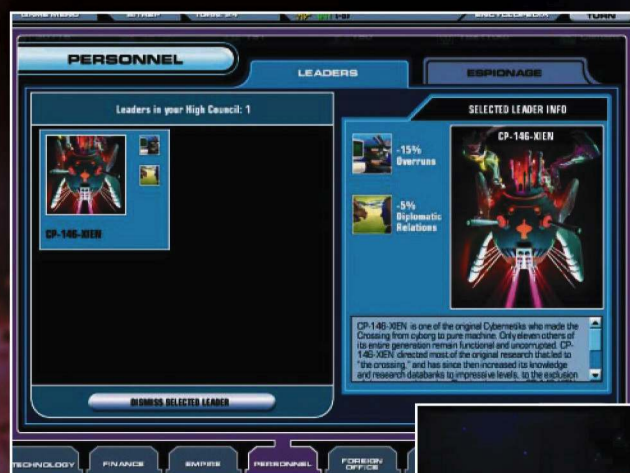 PERSONNEL
LEADERS
ESPIONAGE
Leaders in your High Council: 1
SELECTED LEADER INFO
CP-146-XIEN
-15%
Overruns
-5%
Diplomatic
Relations
CP-146-XIEN
CP-146-XIEN is one of the original Cybernetiks who made the
Crossing from cyborg to pure machine. Only eleven others of
its entire generation remain functional and uncorrupted. CP-
146-XIEN directed most of the original research that led to
"the crossing," and has since then increased its knowledge
and research databanks to impressive levels, to the exclusion
DISMISS SELECTED LEADER
TECHNOLOGY
FINANCE
EMPIRE
PERSONNEL
FOREIGN
OFFICE